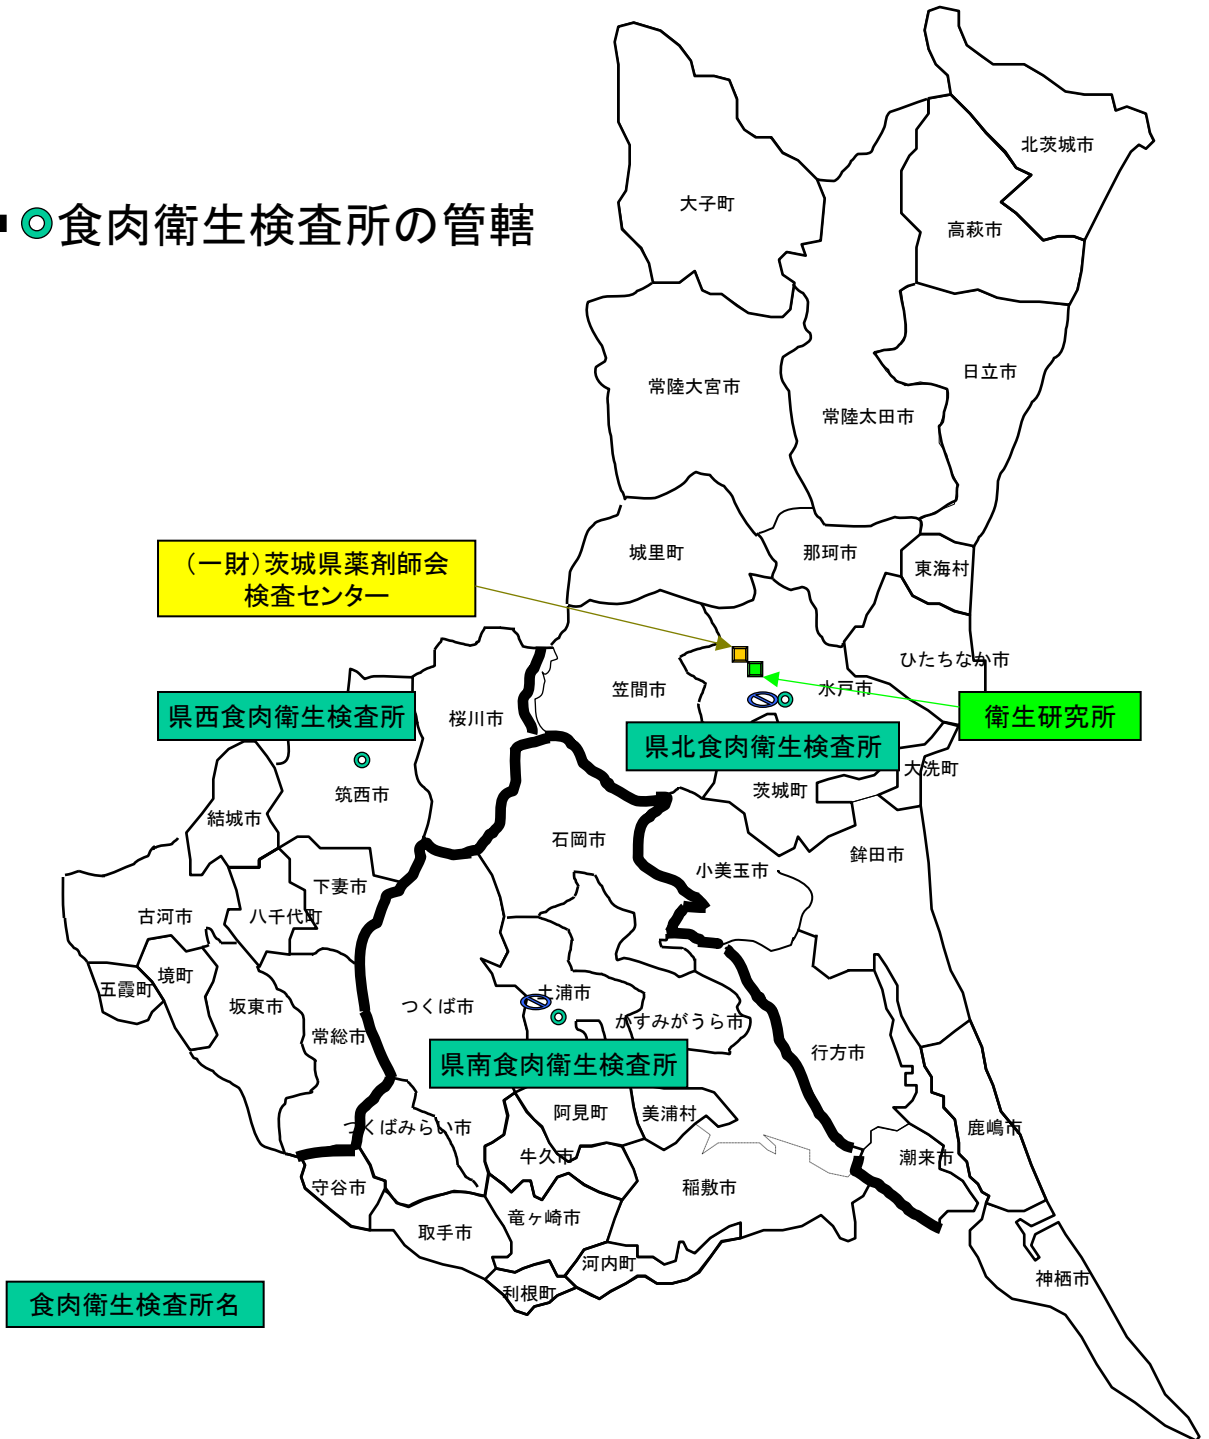 北茨城市
大子町
食肉衛生検査所の管轄
高萩市
日立市
常陸大宮市
常陸太田市
(一財)茨城県薬剤師会
検査センター
城里町
那珂市
東海村
ひたちなか市
笠間市
水戸市
県西食肉衛生検査所
桜川市
衛生研究所
県北食肉衛生検査所
大洗町
茨城町
筑西市
結城市
石岡市
鉾田市
小美玉市
下妻市
古河市
八千代町
境町
五霞町
坂東市
つくば市
土浦市
かすみがうら市
常総市
行方市
県南食肉衛生検査所
阿見町
美浦村
つくばみらい市
鹿嶋市
牛久市
潮来市
守谷市
稲敷市
竜ヶ崎市
取手市
河内町
神栖市
利根町
食肉衛生検査所名